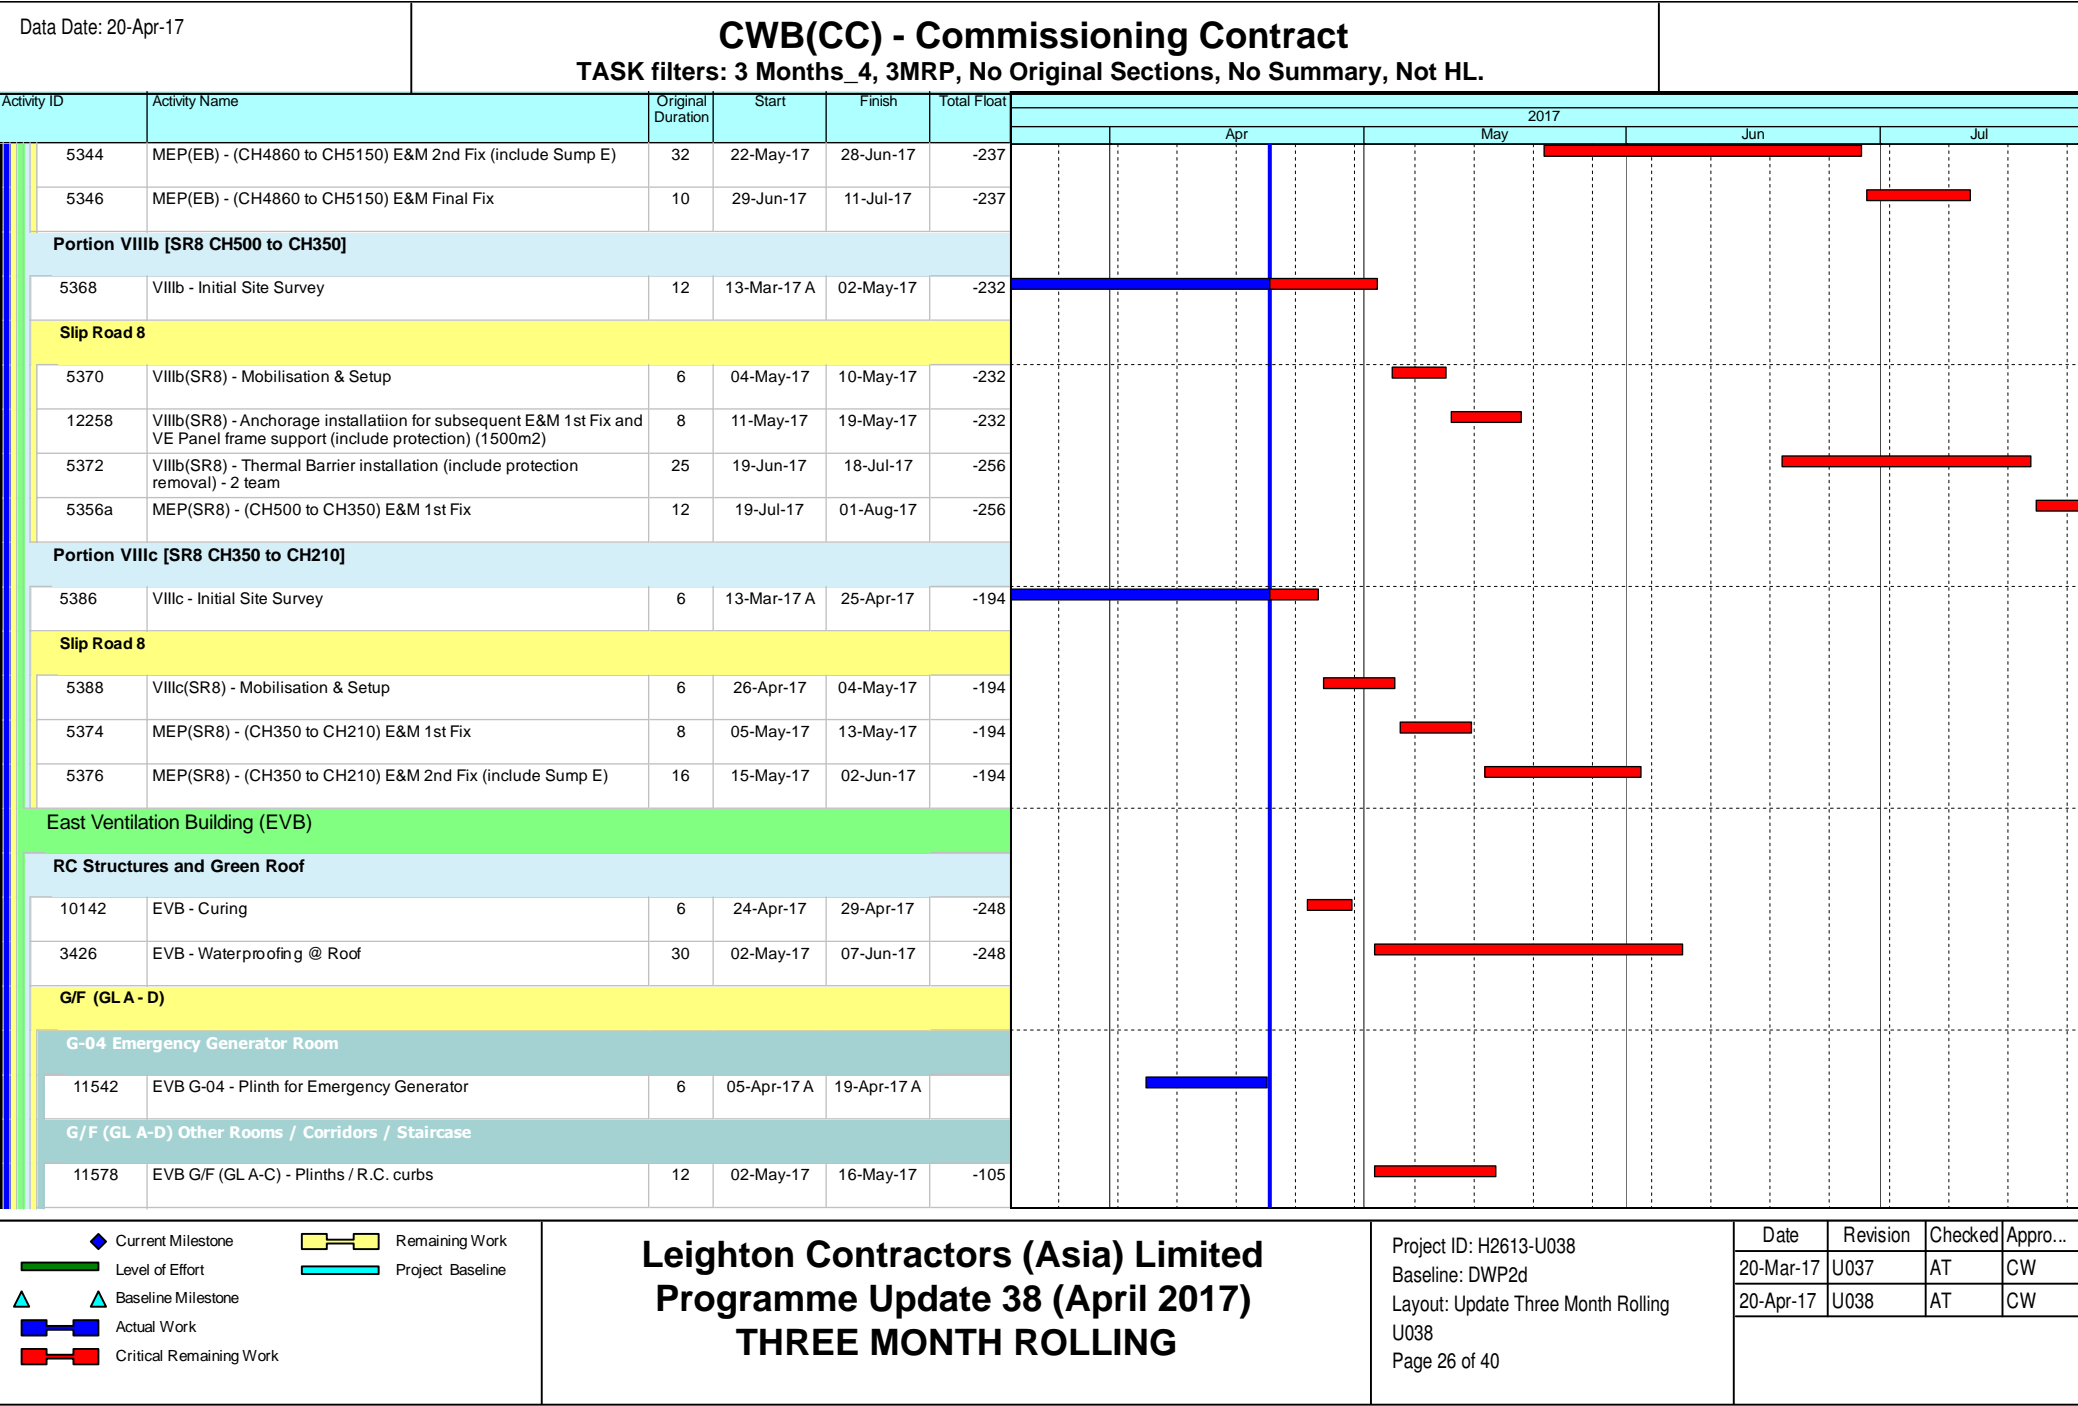 Data Date: 20-Apr-17
CWB(CC) - Commissioning Contract
TASK filters: 3 Months_4, 3MRP, No Original Sections, No Summary, Not HL.
Activity ID Activity Name Original Duration Start Finish Total Float
2017
Apr May Jun Jul
5344 MEP(EB) - (CH4860 to CH5150) E&M 2nd Fix (include Sump E) 32 22-May-17 28-Jun-17 -237
5346 MEP(EB) - (CH4860 to CH5150) E&M Final Fix 10 29-Jun-17 11-Jul-17 -237
Portion VIIIb [SR8 CH500 to CH350]
5368 VIIIb - Initial Site Survey 12 13-Mar-17 A 02-May-17 -232
Slip Road 8
5370 VIIIb(SR8) - Mobilisation & Setup 6 04-May-17 10-May-17 -232
12258 VIIIb(SR8) - Anchorage installatiion for subsequent E&M 1st Fix and 8 11-May-17 19-May-17 -232
VE Panel frame support (include protection) (1500m2)
5372 VIIIb(SR8) - Thermal Barrier installation (include protection 25 19-Jun-17 18-Jul-17 -256
removal) - 2 team
5356a MEP(SR8) - (CH500 to CH350) E&M 1st Fix 12 19-Jul-17 01-Aug-17 -256
Portion VIIIc [SR8 CH350 to CH210]
5386 VIIIc - Initial Site Survey 6 13-Mar-17 A 25-Apr-17 -194
Slip Road 8
5388 VIIIc(SR8) - Mobilisation & Setup 6 26-Apr-17 04-May-17 -194
5374 MEP(SR8) - (CH350 to CH210) E&M 1st Fix 8 05-May-17 13-May-17 -194
5376 MEP(SR8) - (CH350 to CH210) E&M 2nd Fix (include Sump E) 16 15-May-17 02-Jun-17 -194
East Ventilation Building (EVB)
RC Structures and Green Roof
10142 EVB - Curing 6 24-Apr-17 29-Apr-17 -248
3426 EVB - Waterproofing @ Roof 30 02-May-17 07-Jun-17 -248
G/F (GL A - D)
G-04 Emergency Generator Room
11542 EVB G-04 - Plinth for Emergency Generator 6 05-Apr-17 A 19-Apr-17 A
G/F (GL A-D) Other Rooms / Corridors / Staircase
11578 EVB G/F (GL A-C) - Plinths / R.C. curbs 12 02-May-17 16-May-17 -105
Current Milestone Remaining Work
Level of Effort Project Baseline
Baseline Milestone
Actual Work
Critical Remaining Work
Leighton Contractors (Asia) Limited
Programme Update 38 (April 2017)
THREE MONTH ROLLING
Project ID: H2613-U038
Baseline: DWP2d
Layout: Update Three Month Rolling
U038
Page 26 of 40
Date Revision Checked Appro...
20-Mar-17 U037 AT CW
20-Apr-17 U038 AT CW